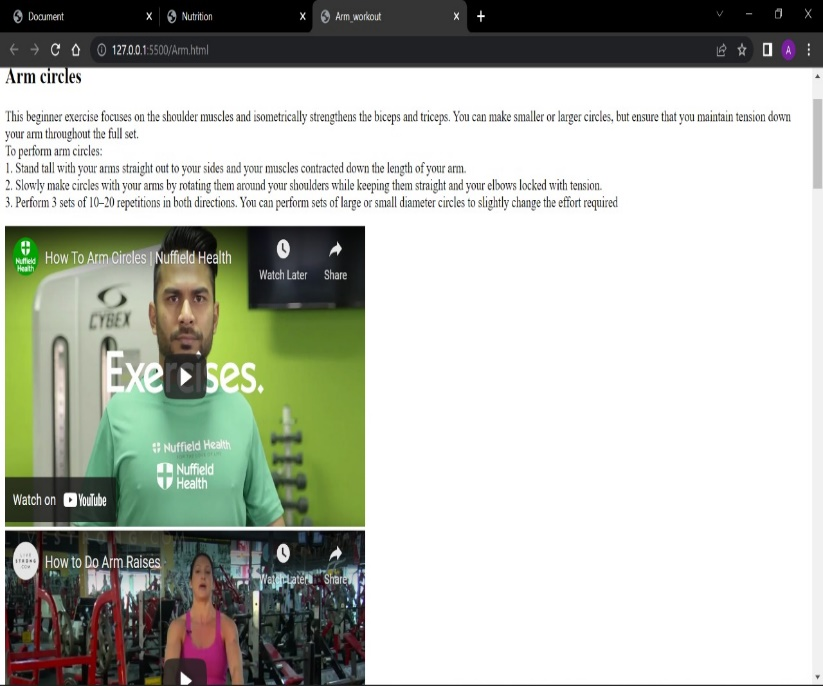 Document
Nutrition
Arm_workout
127.0.0.1:5500/Arm.html
A
Arm circles
This beginner exercise focuses on the shoulder muscles and isometrically strengthens the biceps and triceps. You can make smaller or larger circles, but ensure that you maintain tension down
your arm throughout the full set.
To perform arm circles:
1. Stand tall with your arms straight out to your sides and your muscles contracted down the length of your arm.
2. Slowly make circles with your arms by rotating them around your shoulders while keeping them straight and your elbows locked with tension.
3. Perform 3 sets of 10–20 repetitions in both directions. You can perform sets of large or small diameter circles to slightly change the effort required
Nuffield Health
How To Arm Circles | Nuffield Health
Watch Later
Share
CYBEX
Exercises.
Nuffield Health
Nuffield
Health
Watch on YouTube
LIVESTRONG.COM
How to Do Arm Raises
Watch Later
Share